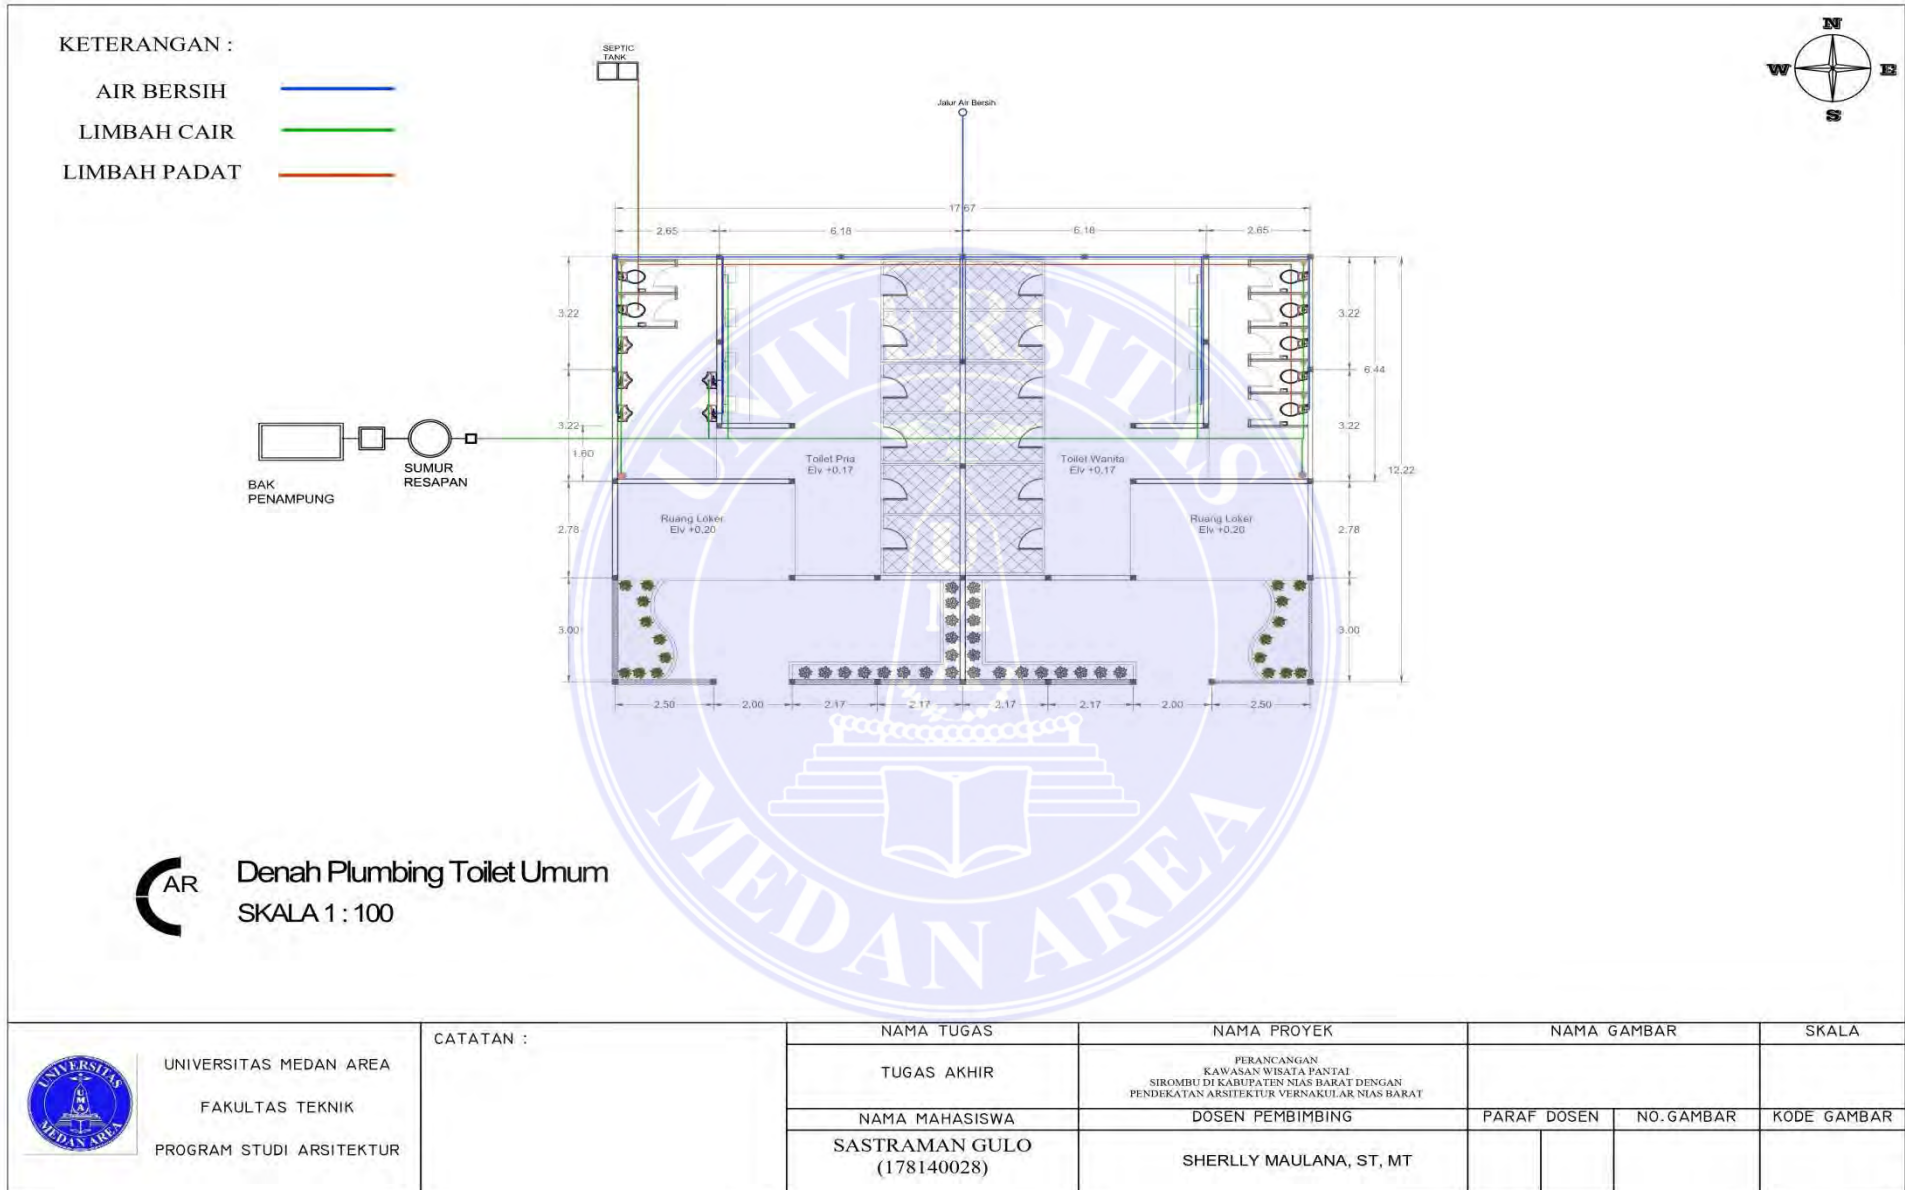 KETERANGAN :
AIR BERSIH
LIMBAH CAIR
LIMBAH PADAT
SEPTIC
TANK
Jalur Air Bersih
N
W
E
S
17.67
2.65
6.18
6.18
2.65
3.22
3.22
1.60
2.78
3.00
3.22
6.44
3.22
12.22
2.78
3.00
BAK
PENAMPUNG
SUMUR
RESAPAN
Toilet Pria
Elv +0.17
Toilet Wanita
Elv +0.17
Ruang Loker
Elv +0.20
Ruang Loker
Elv +0.20
2.50
2.00
2.17
2.17
2.17
2.17
2.00
2.50
UNIVERSITAS
UMA
MEDAN AREA
AR
Denah Plumbing Toilet Umum
SKALA 1 : 100
UNIVERSITAS
UMA
MEDAN AREA
UNIVERSITAS MEDAN AREA
FAKULTAS TEKNIK
PROGRAM STUDI ARSITEKTUR
CATATAN :
NAMA TUGAS
TUGAS AKHIR
NAMA MAHASISWA
SASTRAMAN GULO
(178140028)
NAMA PROYEK
PERANCANGAN
KAWASAN WISATA PANTAI
SIROMBU DI KABUPATEN NIAS BARAT DENGAN
PENDEKATAN ARSITEKTUR VERNAKULAR NIAS BARAT
DOSEN PEMBIMBING
SHERLLY MAULANA, ST, MT
NAMA GAMBAR
SKALA
PARAF DOSEN
NO.GAMBAR
KODE GAMBAR